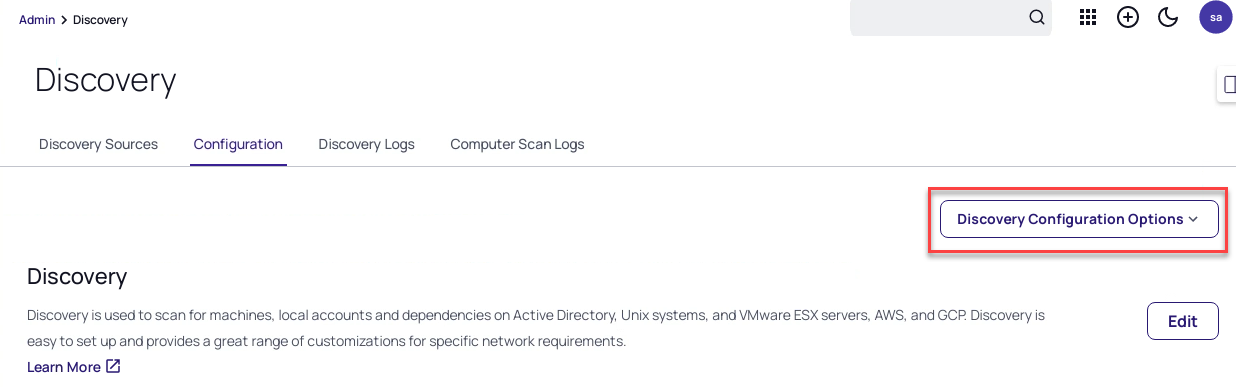 Admin > Discovery
sa
Discovery
Discovery Sources
Configuration
Discovery Logs
Computer Scan Logs
Discovery Configuration Options
Discovery
Discovery is used to scan for machines, local accounts and dependencies on Active Directory, Unix systems, and VMware ESX servers, AWS, and GCP. Discovery is
easy to set up and provides a great range of customizations for specific network requirements.
Edit
Learn More